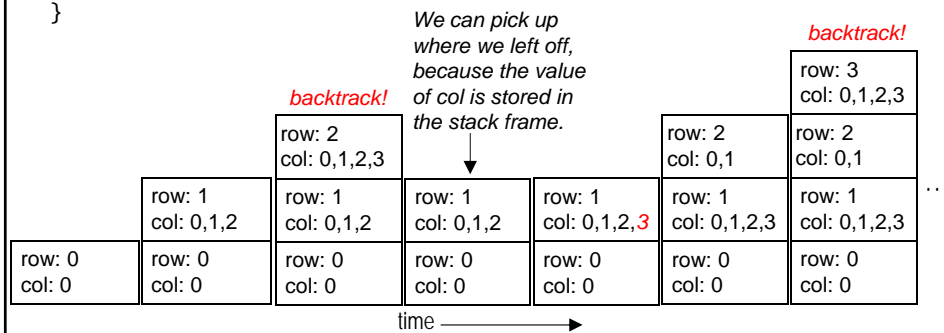 }
We can pick up
where we left off,
because the value
of col is stored in
the stack frame.
backtrack!
backtrack!
row: 3
col: 0,1,2,3
row: 2
col: 0,1,2,3
row: 2
col: 0,1
row: 2
col: 0,1
row: 1
col: 0,1,2
row: 1
col: 0,1,2
row: 1
col: 0,1,2
row: 1
col: 0,1,2,3
row: 1
col: 0,1,2,3
row: 1
col: 0,1,2,3
..
row: 0
col: 0
row: 0
col: 0
row: 0
col: 0
row: 0
col: 0
row: 0
col: 0
row: 0
col: 0
row: 0
col: 0
time